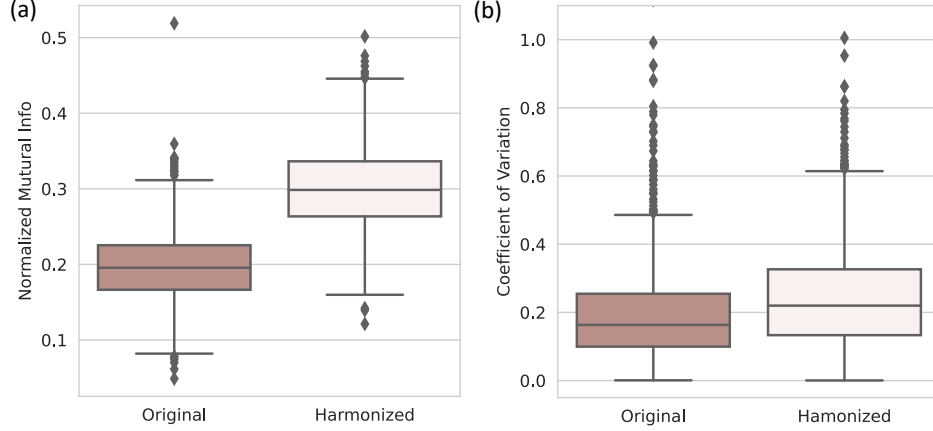 (a)
Normalized Mutural Info
0.5
0.4
0.3
0.2
0.1
Original
Harmonized
(b)
Coefficient of Variation
1.0
0.8
0.6
0.4
0.2
0.0
Original
Hamonized